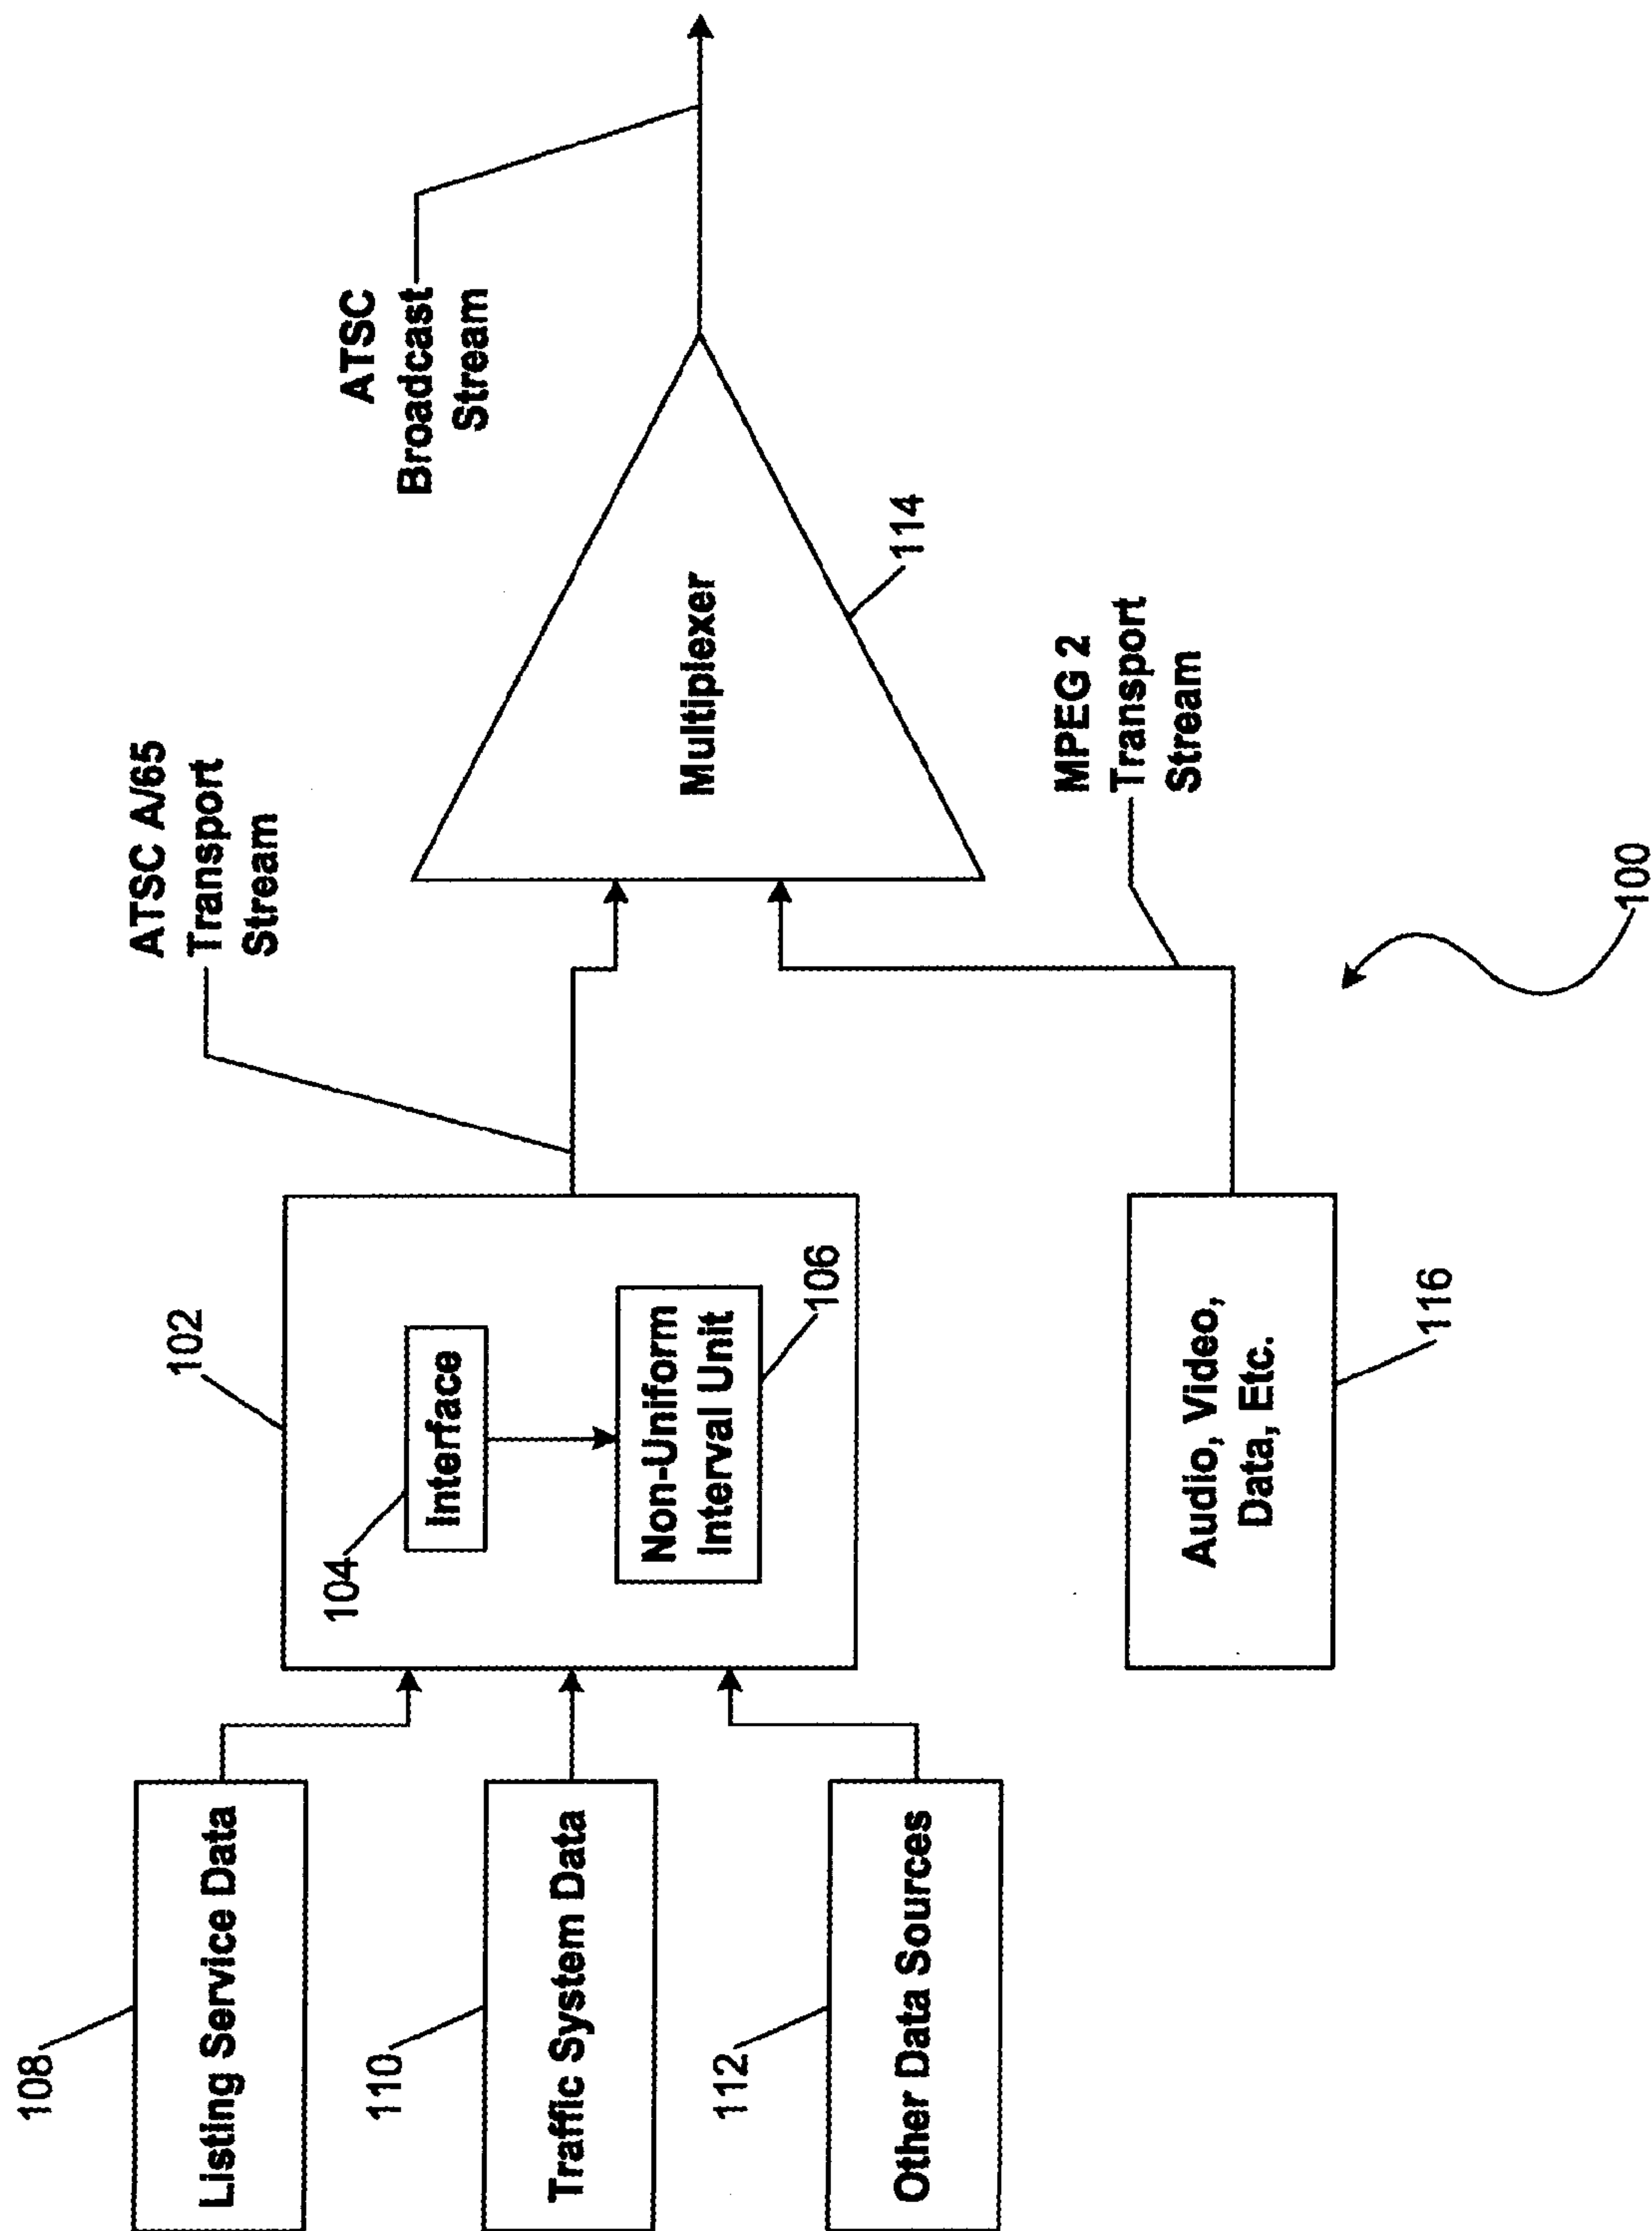 108
Listing Service Data
110
Traffic System Data
112
Other Data Sources
102
104
Interface
Non-Uniform
Interval Unit
106
ATSC A/65
Transport
Stream
Audio, Video,
Data, Etc.
116
Multiplexer
114
MPEG 2
Transport
Stream
ATSC
Broadcast
Stream
100